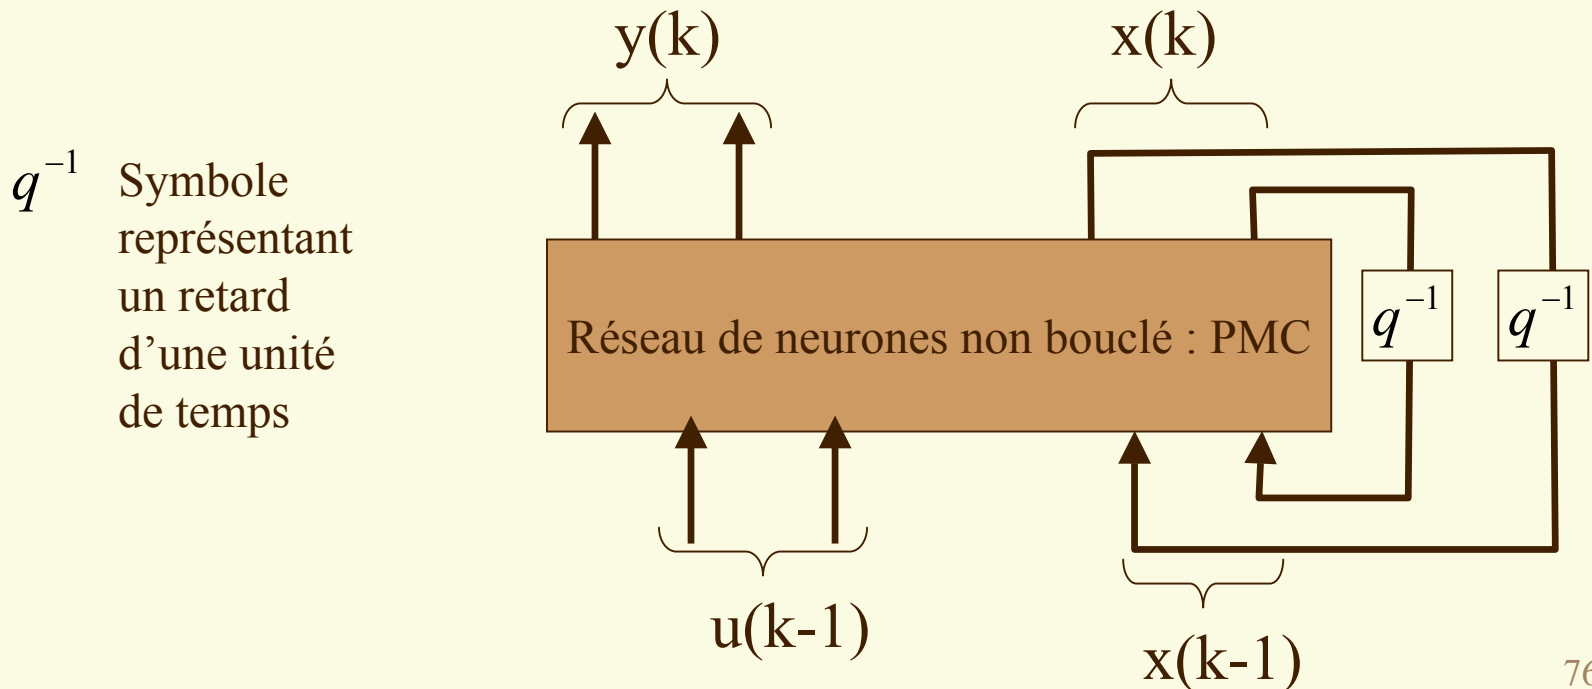 y(k)
x(k)
q⁻¹ Symbole
représentant
un retard
d’une unité
de temps
Réseau de neurones non bouclé : PMC
q⁻¹
q⁻¹
u(k-1)
x(k-1)
76